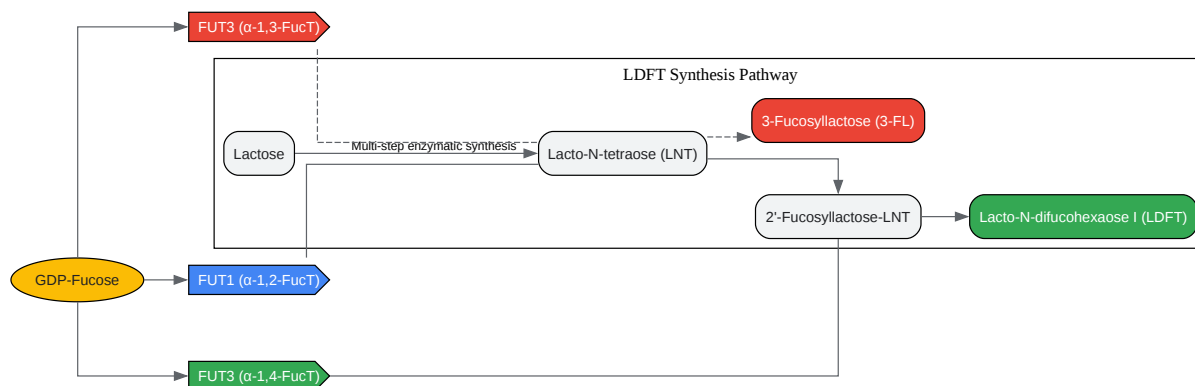 FUT3 (α-1,3-FucT)
LDFT Synthesis Pathway
3-Fucosyllactose (3-FL)
Lactose
Multi-step enzymatic synthesis
Lacto-N-tetraose (LNT)
2'-Fucosyllactose-LNT
Lacto-N-difucohexaose I (LDFT)
GDP-Fucose
FUT1 (α-1,2-FucT)
FUT3 (α-1,4-FucT)